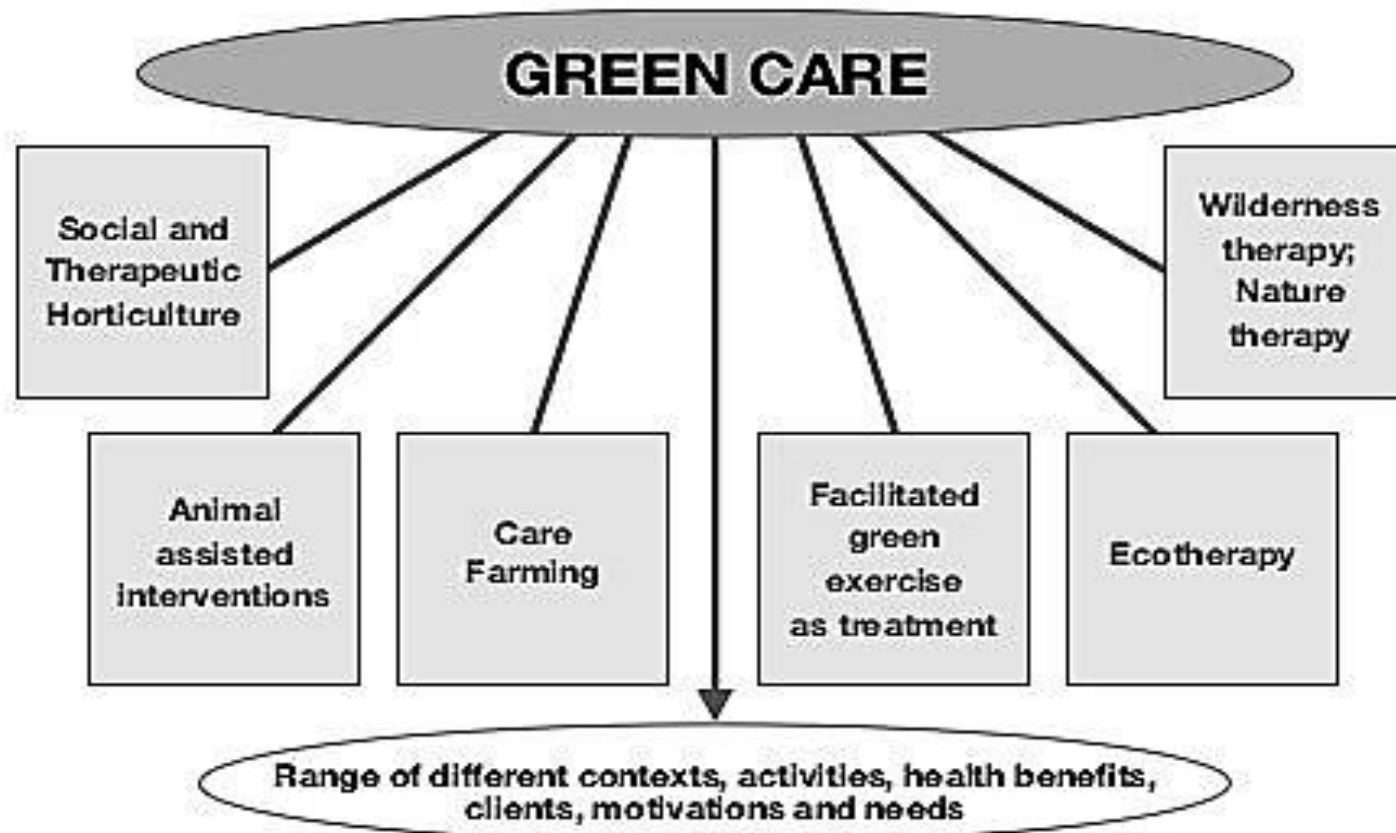 GREEN CARE
Social and
Therapeutic
Horticulture
Wilderness
therapy;
Nature
therapy
Animal
assisted
interventions
Care
Farming
Facilitated
green
exercise
as treatment
Ecotherapy
Range of different contexts, activities, health benefits,
clients, motivations and needs